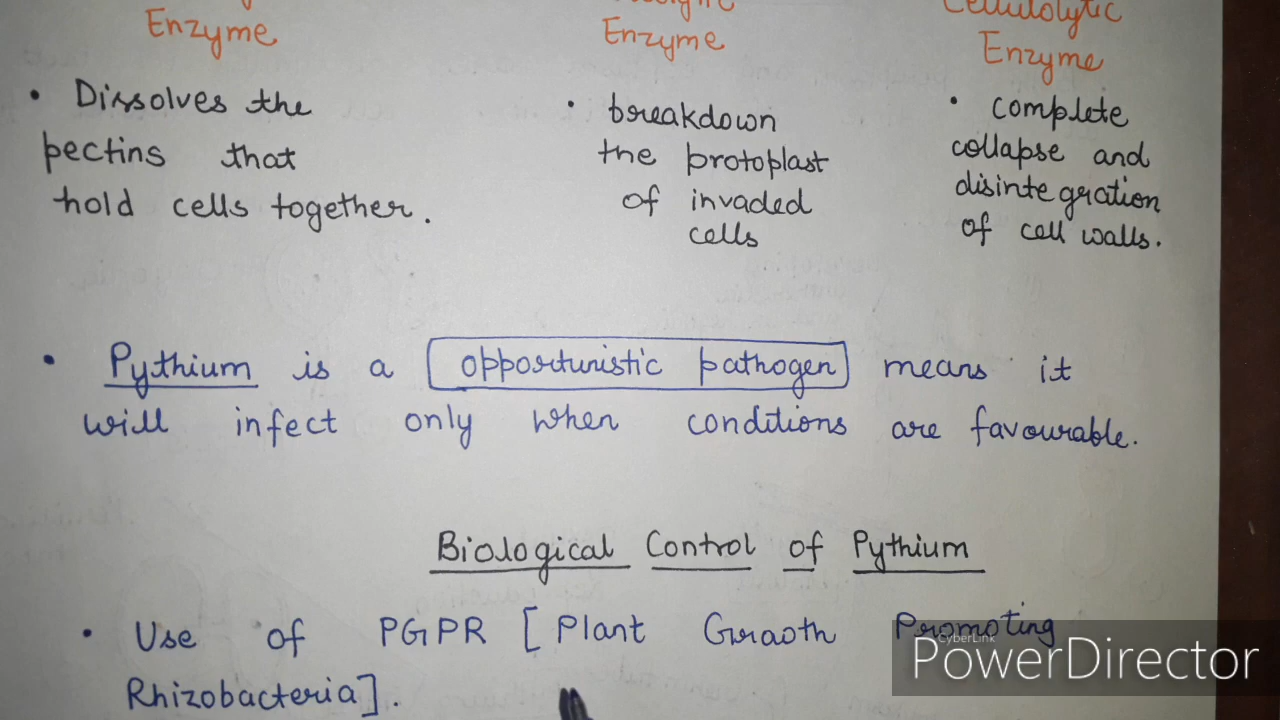 Enzyme
Enzyme
Cellulolytic
Enzyme
• Dissolves the
pectins that
hold cells together.
• breakdown
the protoplast
of invaded
cells
• complete
collapse and
disintegration
of cell walls.
• Pythium is a opportunistic pathogen means it
will infect only when conditions are favourable.
Biological Control of Pythium
• Use of PGPR [Plant Growth Promoting
Rhizobacteria].
CyberLink
PowerDirector